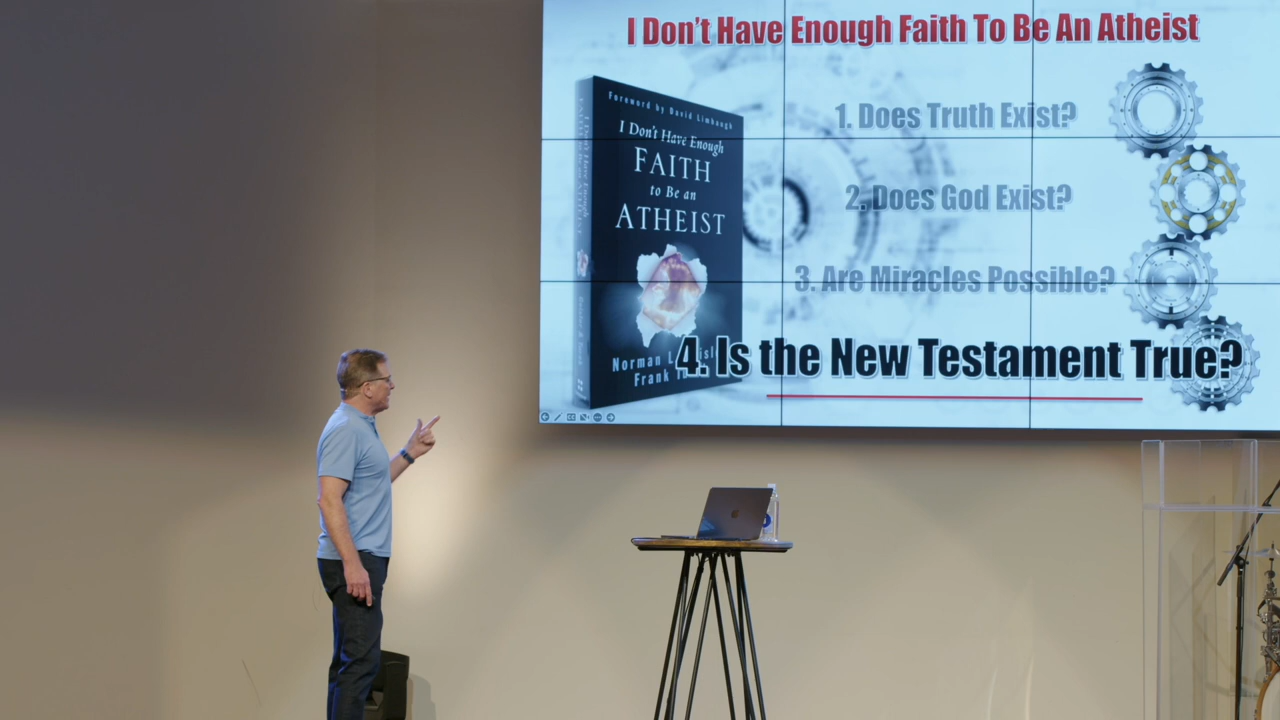 I Don't Have Enough Faith To Be An Atheist
Foreword by David Limbaugh
I Don't Have Enough
FAITH
to Be an
ATHEIST
Norman L.
Frank
1. Does Truth Exist?
2. Does God Exist?
3. Are Miracles Possible?
4. Is the New Testament True?